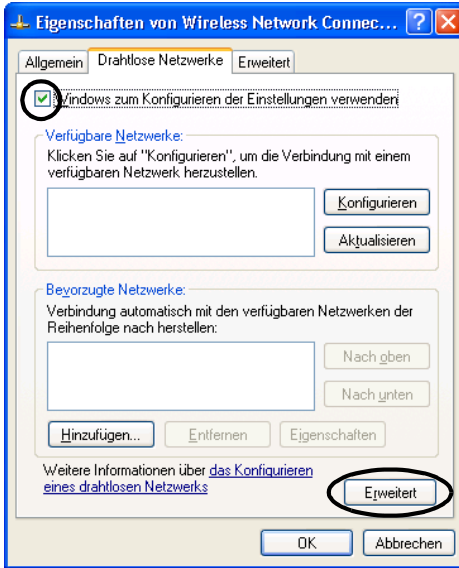 Eigenschaften von Wireless Network Connec... ? X
Allgemein Drahtlose Netzwerke Erweitert
Windows zum Konfigurieren der Einstellungen verwenden
Verfügbare Netzwerke:
Klicken Sie auf "Konfigurieren", um die Verbindung mit einem
verfügbaren Netzwerk herzustellen.
Konfigurieren
Aktualisieren
Bevorzugte Netzwerke:
Verbindung automatisch mit den verfügbaren Netzwerken der
Reihenfolge nach herstellen:
Nach oben
Nach unten
Hinzufügen... Entfernen Eigenschaften
Weitere Informationen über das Konfigurieren
eines drahtlosen Netzwerks
Erweitert
OK Abbrechen